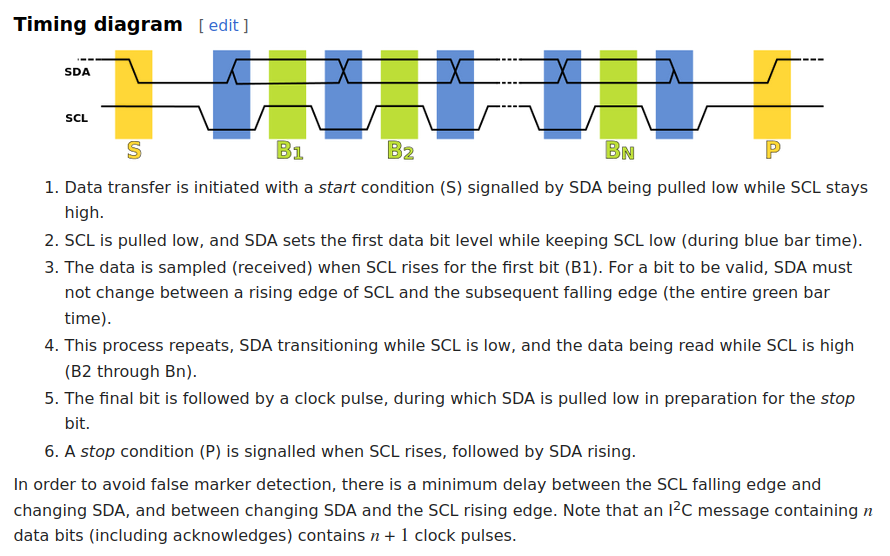 Timing diagram [ edit ]
SDA
SCL
S B1 B2 BN P
1. Data transfer is initiated with a start condition (S) signalled by SDA being pulled low while SCL stays
high.
2. SCL is pulled low, and SDA sets the first data bit level while keeping SCL low (during blue bar time).
3. The data is sampled (received) when SCL rises for the first bit (B1). For a bit to be valid, SDA must
not change between a rising edge of SCL and the subsequent falling edge (the entire green bar
time).
4. This process repeats, SDA transitioning while SCL is low, and the data being read while SCL is high
(B2 through Bn).
5. The final bit is followed by a clock pulse, during which SDA is pulled low in preparation for the stop
bit.
6. A stop condition (P) is signalled when SCL rises, followed by SDA rising.
In order to avoid false marker detection, there is a minimum delay between the SCL falling edge and
changing SDA, and between changing SDA and the SCL rising edge. Note that an I²C message containing n
data bits (including acknowledges) contains n + 1 clock pulses.